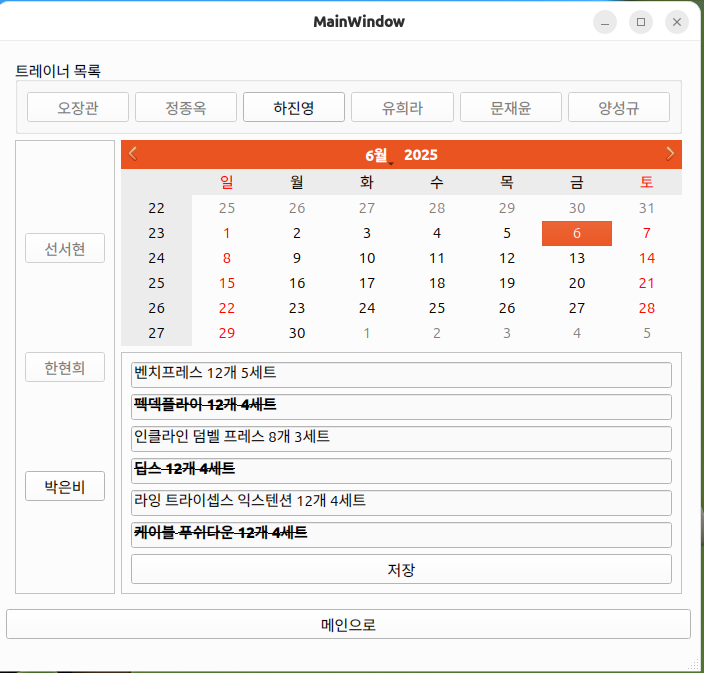 MainWindow
트레이너 목록
오장관 정종옥 하진영 유희라 문재윤 양성규
6월 2025
일 월 화 수 목 금 토
22 25 26 27 28 29 30 31
23 1 2 3 4 5 6 7
24 8 9 10 11 12 13 14
25 15 16 17 18 19 20 21
26 22 23 24 25 26 27 28
27 29 30 1 2 3 4 5
선서현
한현희
박은비
벤치프레스 12개 5세트
펙덱플라이 12개 4세트
인클라인 덤벨 프레스 8개 3세트
딥스 12개 4세트
라잉 트라이셉스 익스텐션 12개 4세트
케이블 푸쉬다운 12개 4세트
저장
메인으로